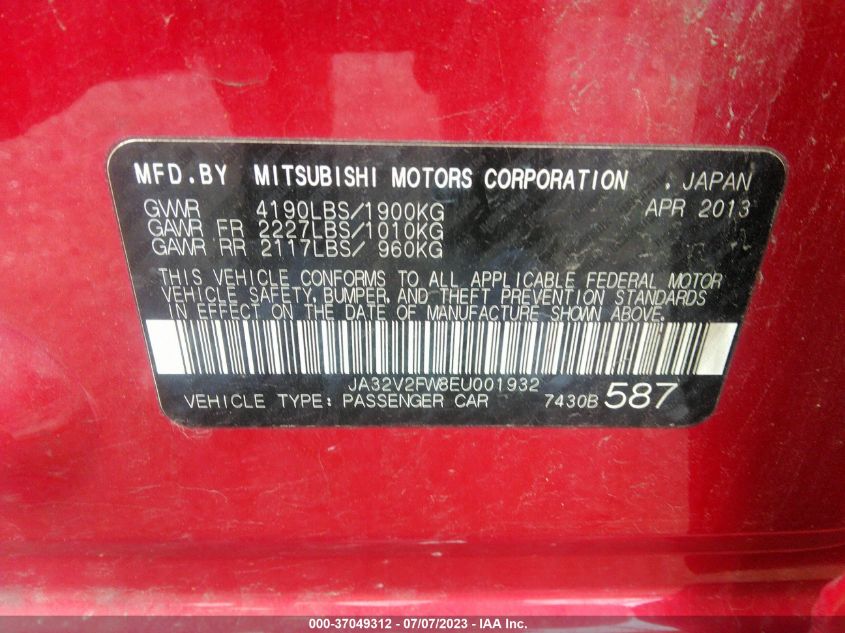 MFD.BY MITSUBISHI MOTORS CORPORATION , JAPAN
GVWR 4190LBS/1900KG APR 2013
GAWR FR 2227LBS/1010KG
GAWR RR 2117LBS/ 960KG
THIS VEHICLE CONFORMS TO ALL APPLICABLE FEDERAL MOTOR
VEHICLE SAFETY, BUMPER, AND THEFT PREVENTION STANDARDS
IN EFFECT ON THE DATE OF MANUFACTURE SHOWN ABOVE.
JA32V2FW8EU001932
VEHICLE TYPE: PASSENGER CAR 7430B 587
000-37049312 - 07/07/2023 - IAA Inc.